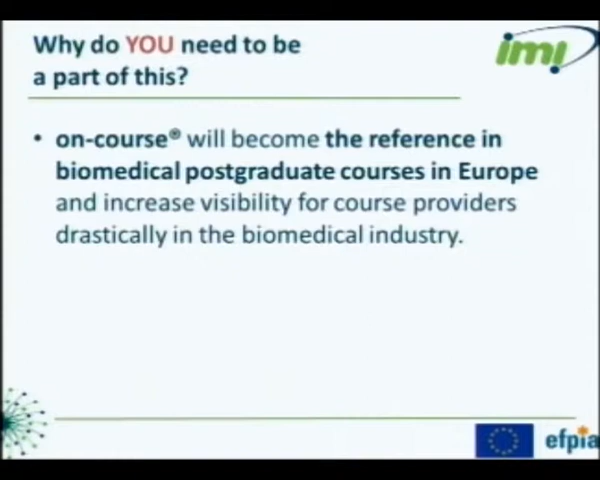 Why do YOU need to be
a part of this?
imi
• on-course® will become the reference in
biomedical postgraduate courses in Europe
and increase visibility for course providers
drastically in the biomedical industry.
efpia